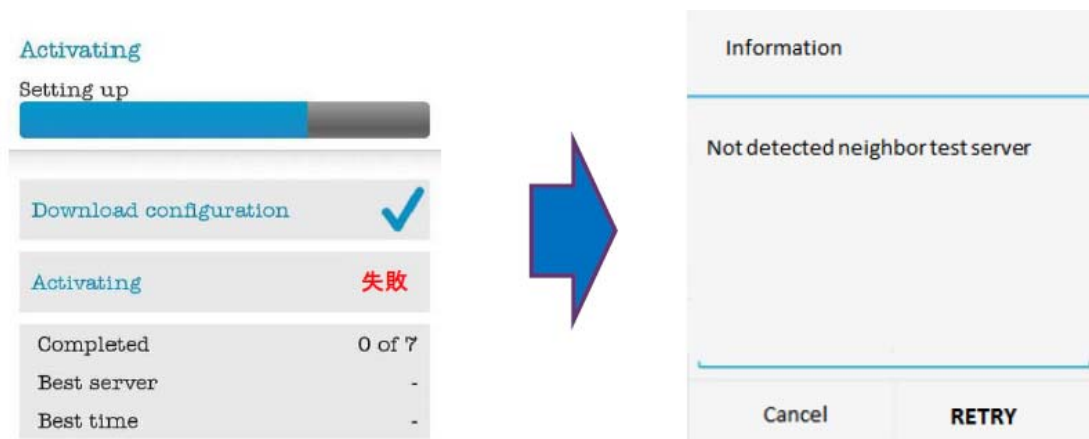 Activating
Setting up
Download configuration
Activating 失敗
Completed 0 of 7
Best server -
Best time -
Information
Not detected neighbor test server
Cancel RETRY